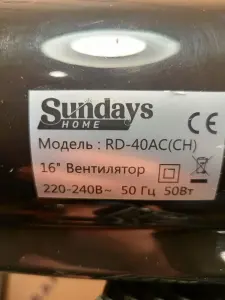 Sundays
HOME
CE
Модель : RD-40AC(CH)
16" Вентилятор
220-240В~ 50 Гц 50Вт